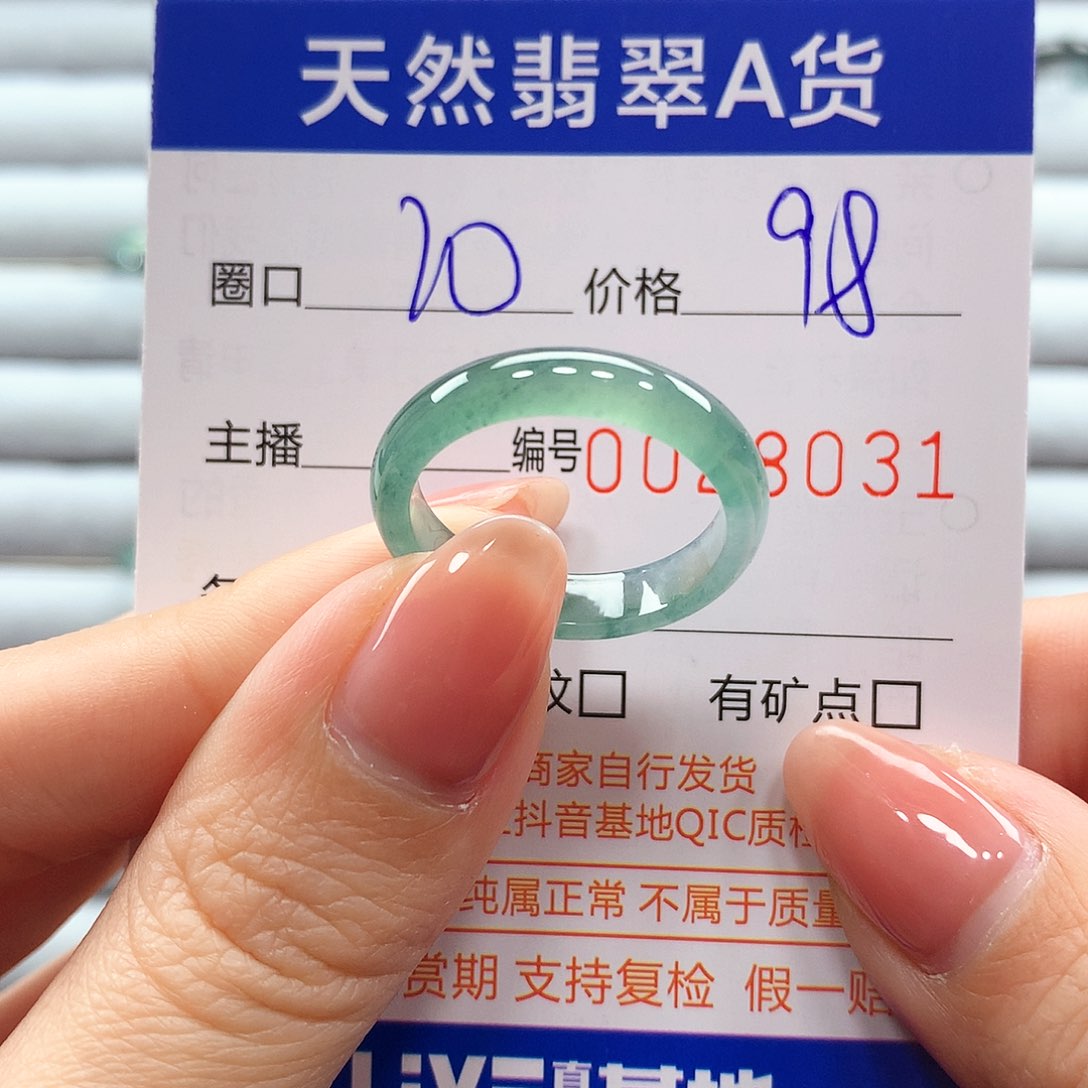 天然翡翠A货
圈口 20 价格 98
主播 编号 00 8031
有矿点
商家自行发货
抖音基地QIC质检
纯属正常 不属于质量
赏期 支持复检 假一赔